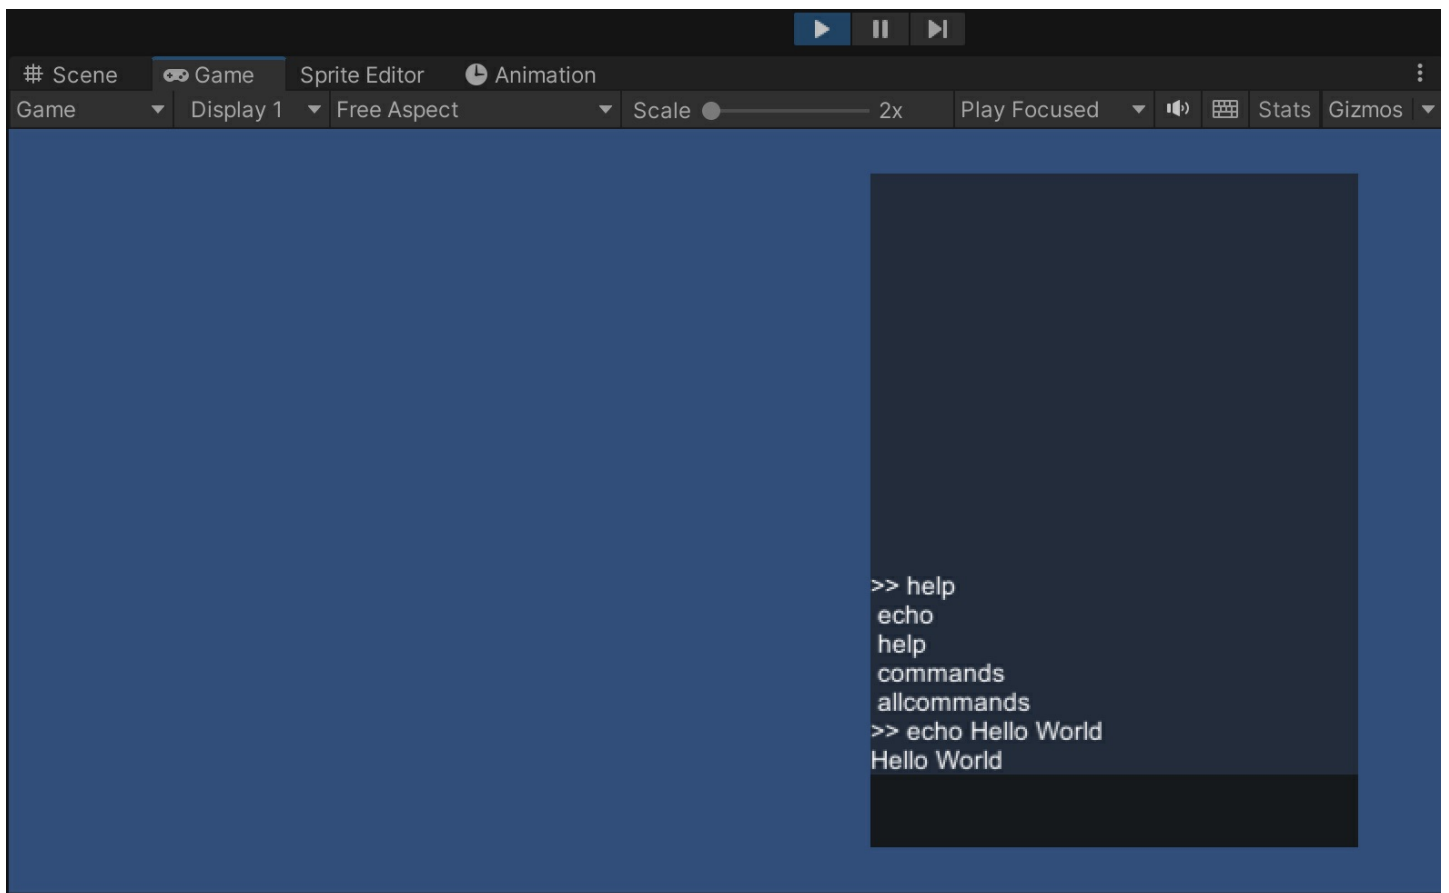 Scene Game Sprite Editor Animation
Game Display 1 Free Aspect Scale 2x Play Focused Stats Gizmos
>> help
echo
help
commands
allcommands
>> echo Hello World
Hello World